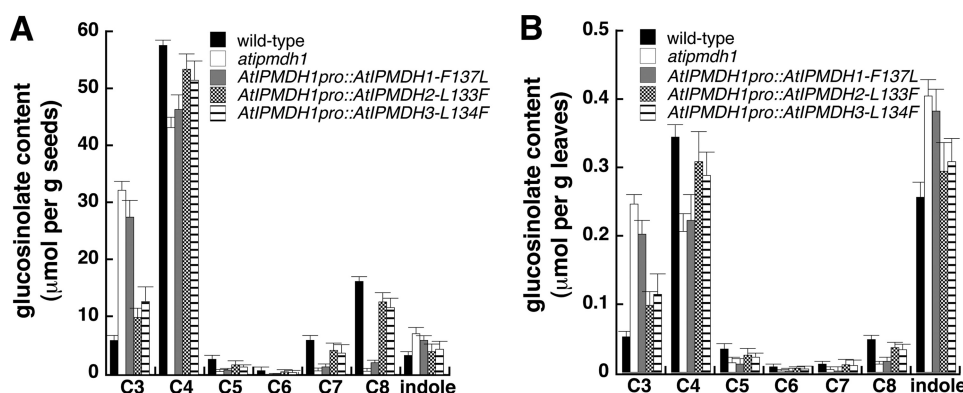 A
glucosinolate content
(μmol per g seeds)
60
50
40
30
20
10
0
wild-type
atipmdh1
AtIPMDH1pro::AtIPMDH1-F137L
AtIPMDH1pro::AtIPMDH2-L133F
AtIPMDH1pro::AtIPMDH3-L134F
C3 C4 C5 C6 C7 C8 indole
B
glucosinolate content
(μmol per g leaves)
0.5
0.4
0.3
0.2
0.1
0
wild-type
atipmdh1
AtIPMDH1pro::AtIPMDH1-F137L
AtIPMDH1pro::AtIPMDH2-L133F
AtIPMDH1pro::AtIPMDH3-L134F
C3 C4 C5 C6 C7 C8 indole